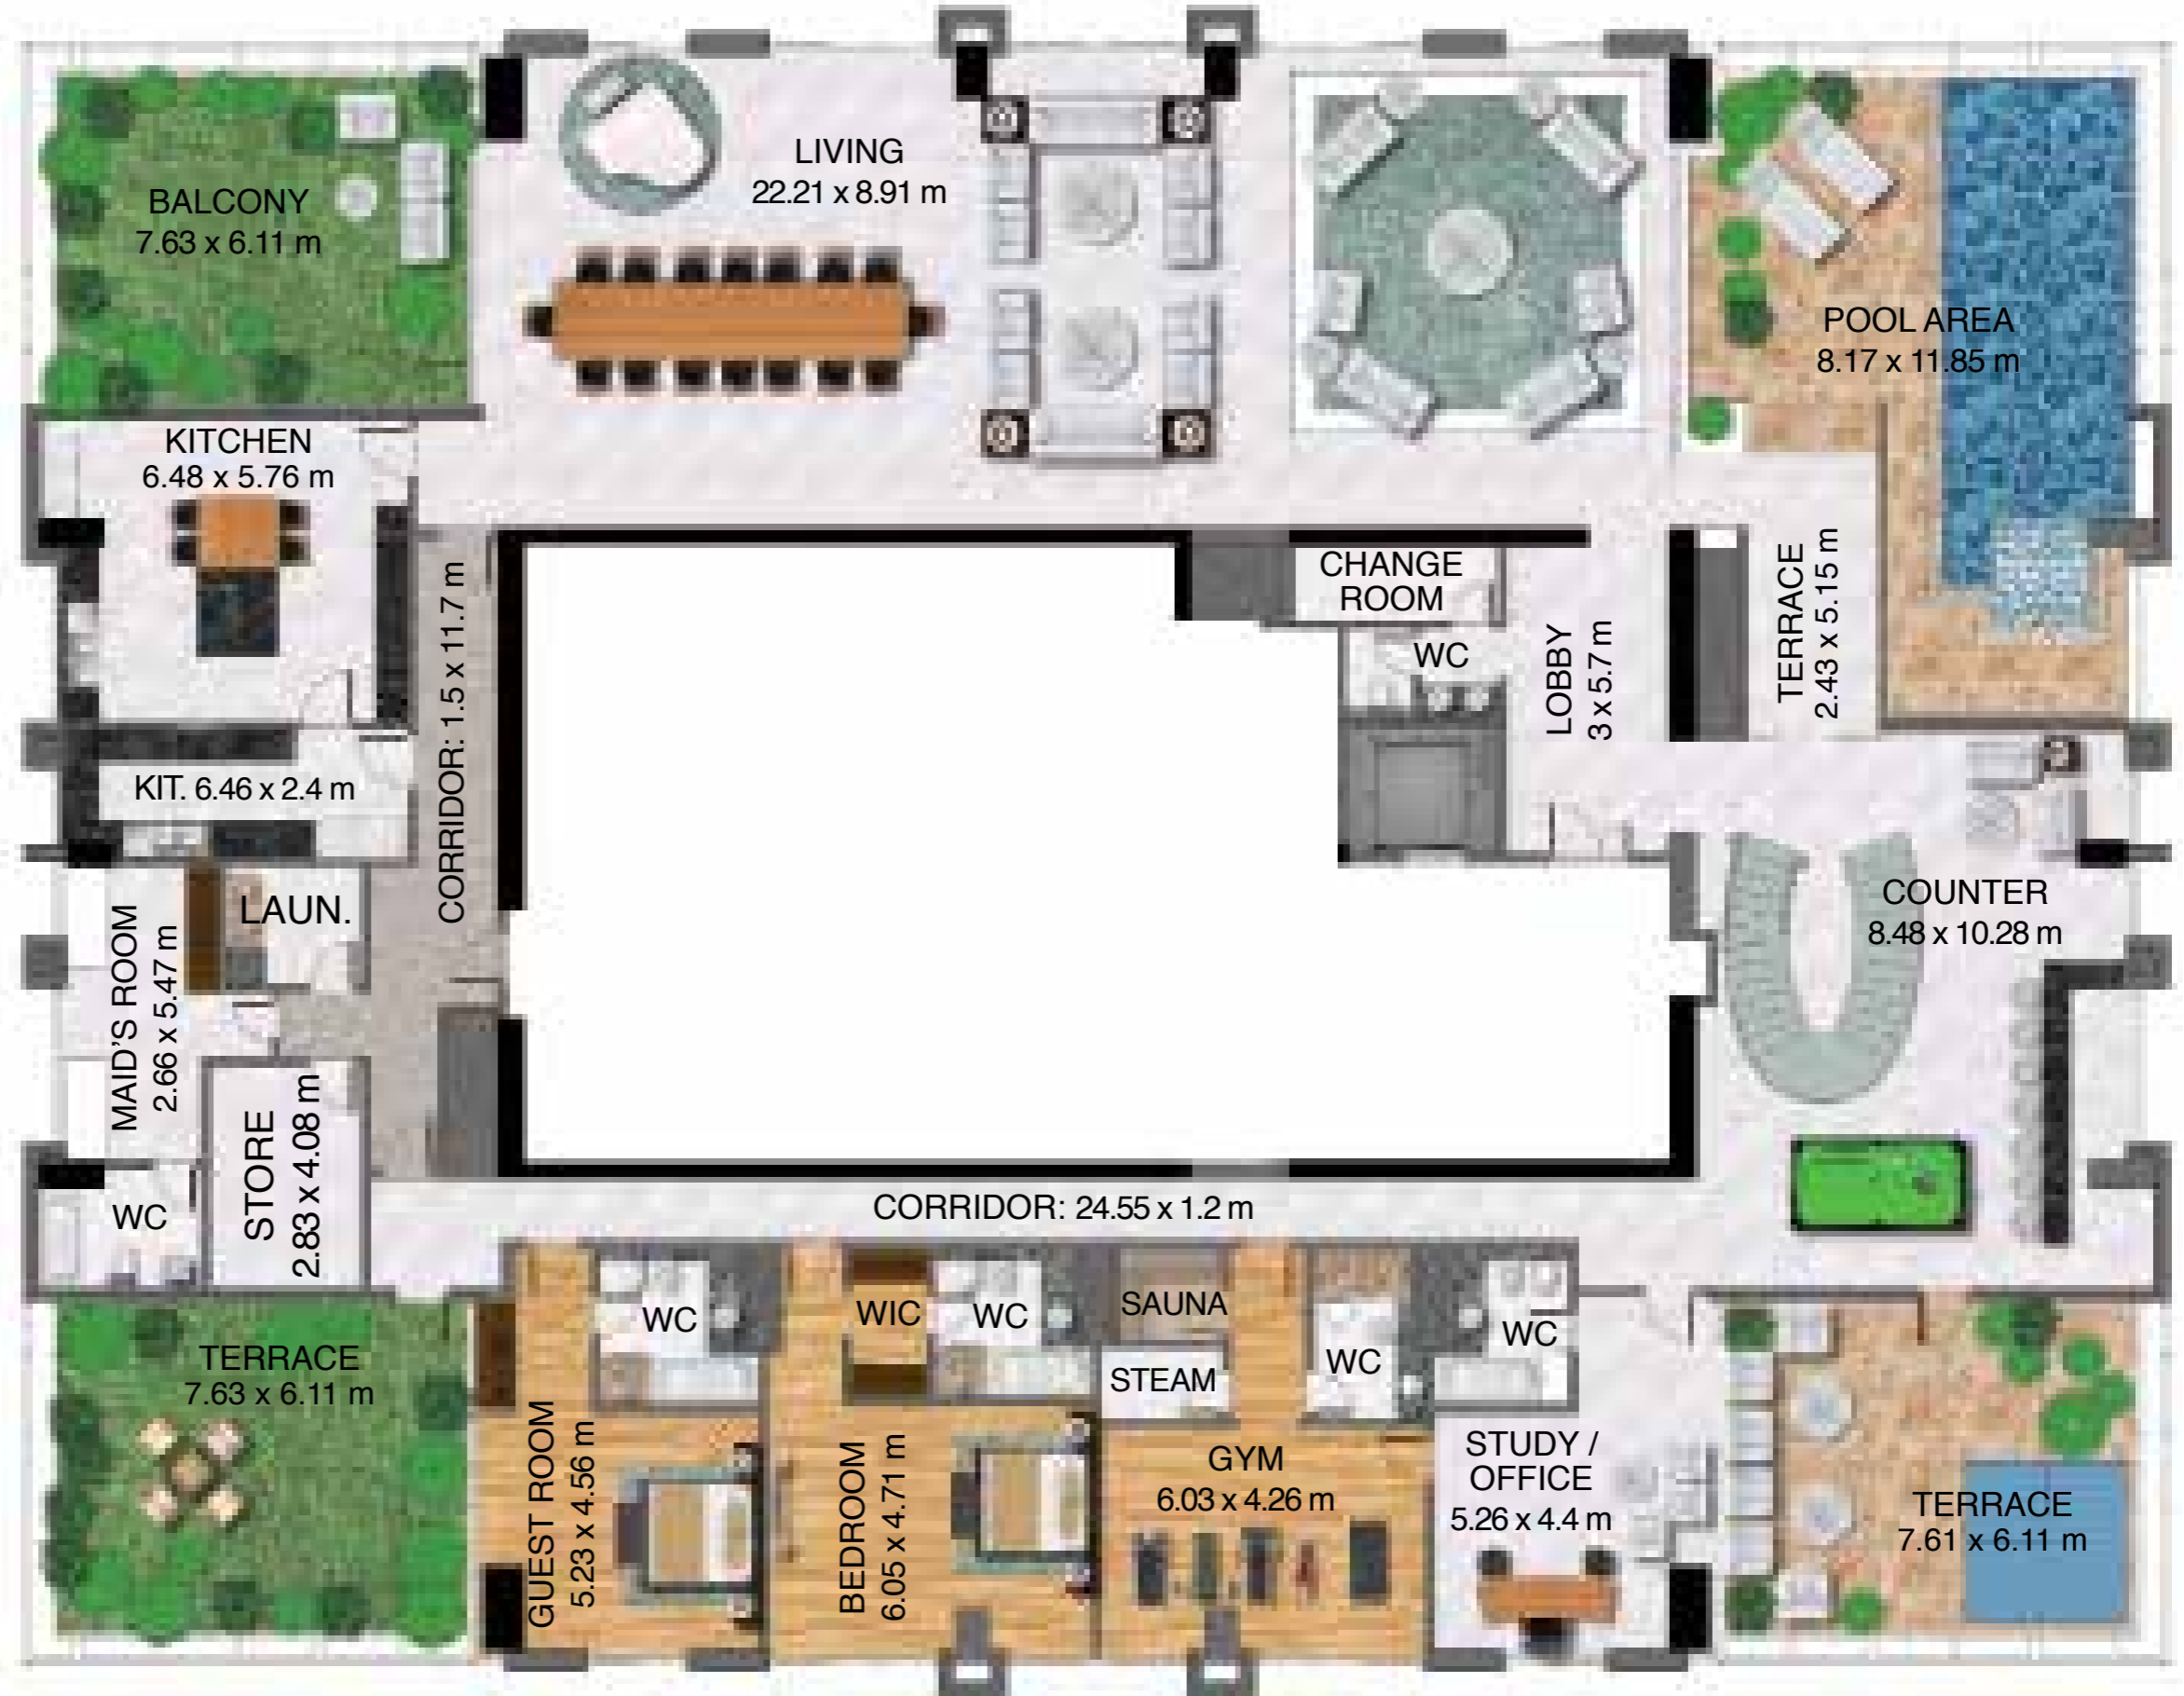 BALCONY
7.63 x 6.11 m
LIVING
22.21 x 8.91 m
POOL AREA
8.17 x 11.85 m
KITCHEN
6.48 x 5.76 m
CORRIDOR: 1.5 x 11.7 m
CHANGE
ROOM
WC
LOBBY
3 x 5.7 m
TERRACE
2.43 x 5.15 m
KIT. 6.46 x 2.4 m
LAUN.
MAID'S ROOM
2.66 x 5.47 m
COUNTER
8.48 x 10.28 m
STORE
2.83 x 4.08 m
WC
CORRIDOR: 24.55 x 1.2 m
TERRACE
7.63 x 6.11 m
GUEST ROOM
5.23 x 4.56 m
WC
WIC
WC
BEDROOM
6.05 x 4.71 m
SAUNA
STEAM
GYM
6.03 x 4.26 m
WC
WC
STUDY /
OFFICE
5.26 x 4.4 m
TERRACE
7.61 x 6.11 m